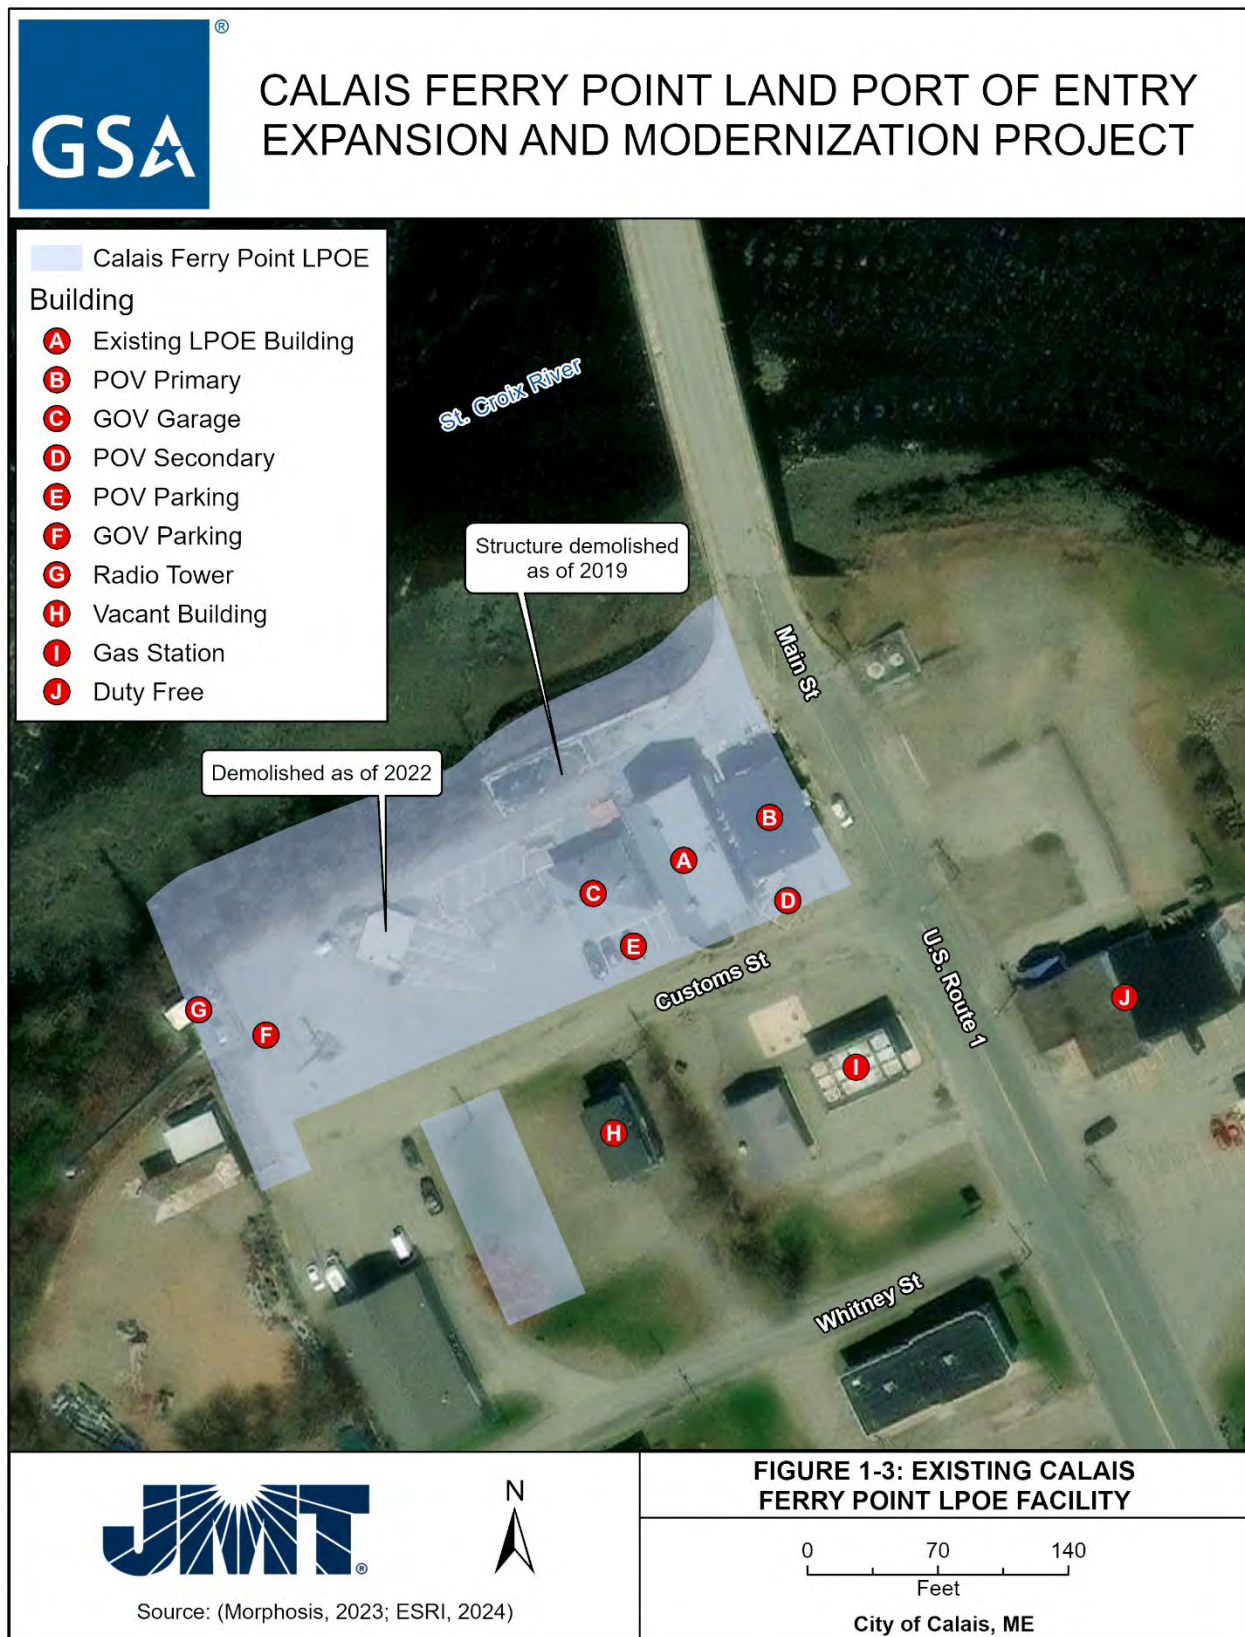 GSA
®
CALAIS FERRY POINT LAND PORT OF ENTRY
EXPANSION AND MODERNIZATION PROJECT
Calais Ferry Point LPOE
Building
A Existing LPOE Building
B POV Primary
C GOV Garage
D POV Secondary
E POV Parking
F GOV Parking
G Radio Tower
H Vacant Building
I Gas Station
J Duty Free
St. Croix River
Structure demolished
as of 2019
Main St
Demolished as of 2022
B
A
C
D
E
Customs St
U.S. Route 1
J
G
F
I
H
Whitney St
JMT
®
N
Source: (Morphosis, 2023; ESRI, 2024)
FIGURE 1-3: EXISTING CALAIS
FERRY POINT LPOE FACILITY
0 70 140
Feet
City of Calais, ME